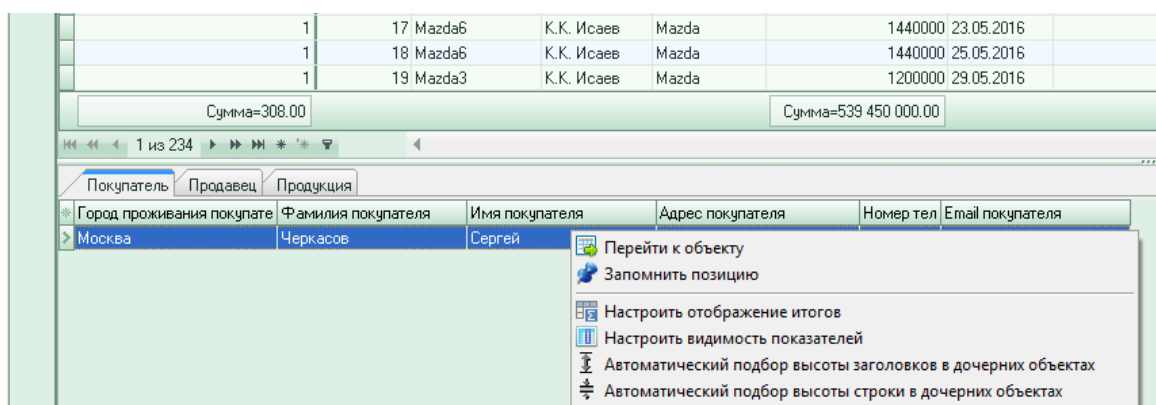 1 17 Mazda6 К.К. Исаев Mazda 1440000 23.05.2016
1 18 Mazda6 К.К. Исаев Mazda 1440000 25.05.2016
1 19 Mazda3 К.К. Исаев Mazda 1200000 29.05.2016
Сумма=308.00 Сумма=539 450 000.00
1 из 234
Покупатель Продавец Продукция
Город проживания покупате Фамилия покупателя Имя покупателя Адрес покупателя Номер тел Email покупателя
Москва Черкасов Сергей
Перейти к объекту
Запомнить позицию
Настроить отображение итогов
Настроить видимость показателей
Автоматический подбор высоты заголовков в дочерних объектах
Автоматический подбор высоты строки в дочерних объектах